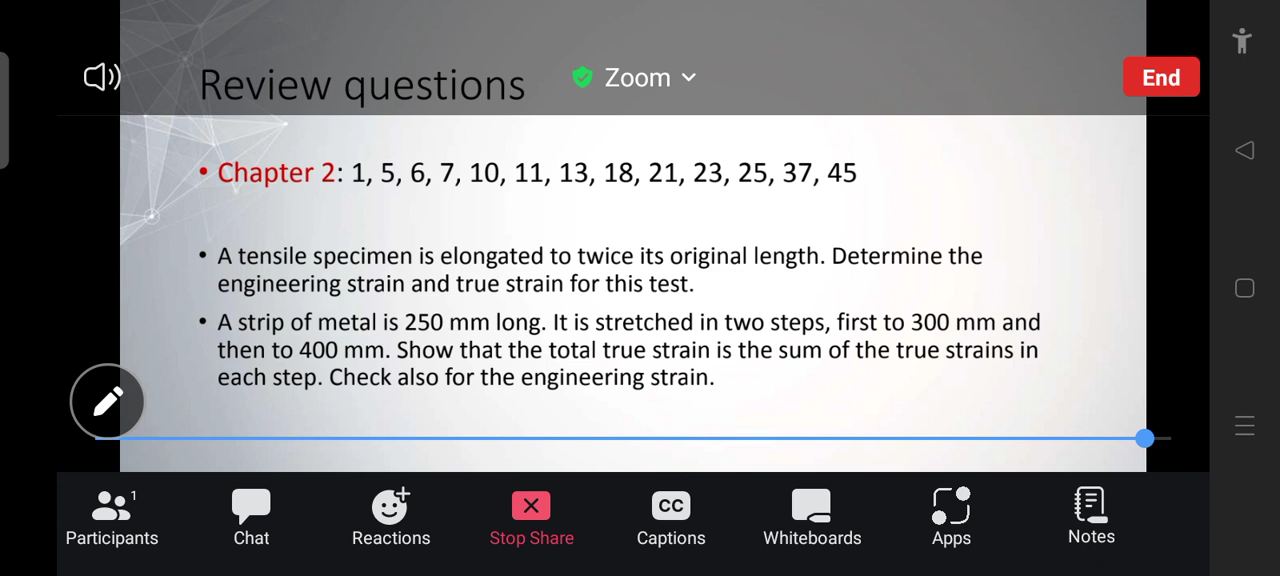 Review questions
Zoom
End
• Chapter 2: 1, 5, 6, 7, 10, 11, 13, 18, 21, 23, 25, 37, 45
• A tensile specimen is elongated to twice its original length. Determine the
engineering strain and true strain for this test.
• A strip of metal is 250 mm long. It is stretched in two steps, first to 300 mm and
then to 400 mm. Show that the total true strain is the sum of the true strains in
each step. Check also for the engineering strain.
1
CC
Participants
Chat
Reactions
Stop Share
Captions
Whiteboards
Apps
Notes